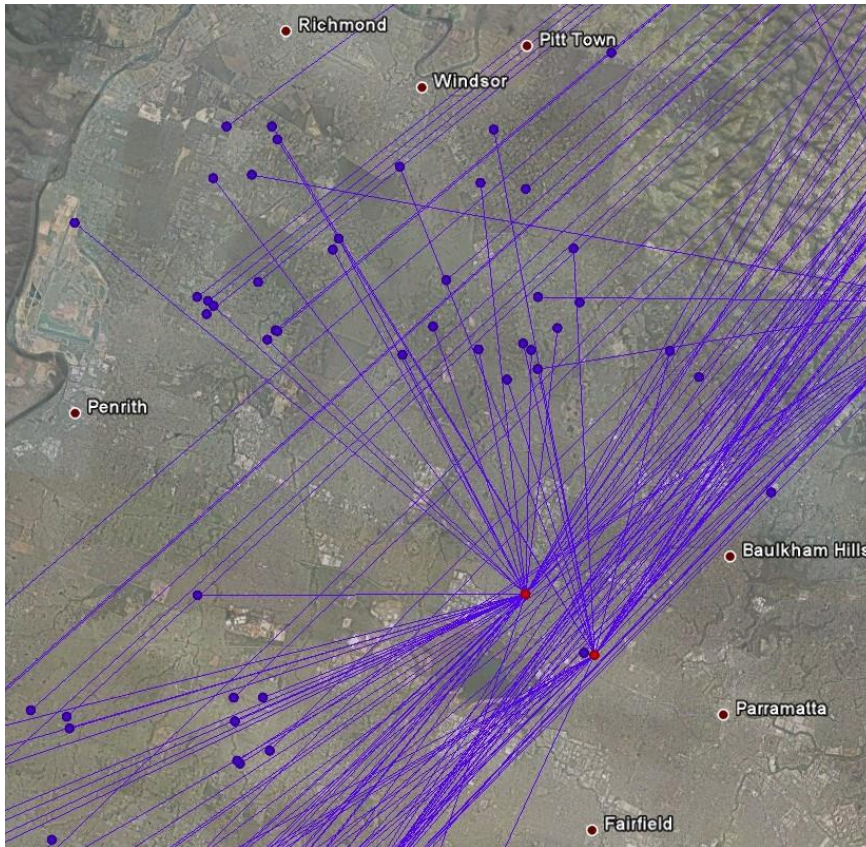 Richmond
Pitt Town
Windsor
Penrith
Baulkham Hills
Parramatta
Fairfield